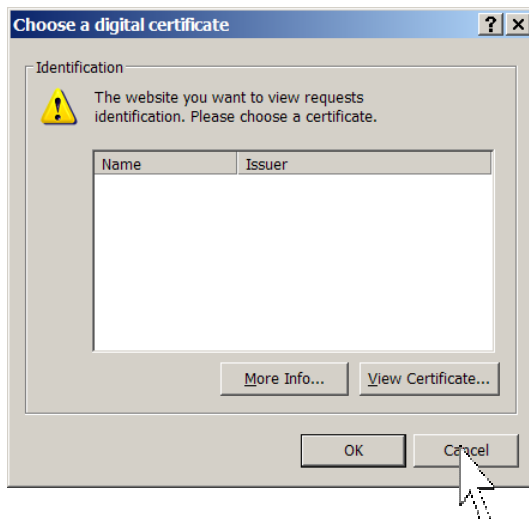 Choose a digital certificate
Identification
The website you want to view requests
identification. Please choose a certificate.
Name Issuer
More Info... View Certificate...
OK Cancel